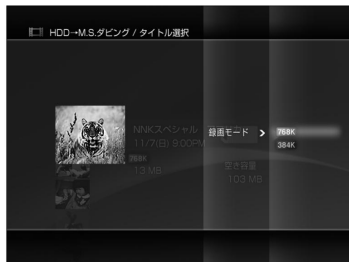 HDD→M.S.ダビング / タイトル選択
NNKスペシャル
11/7(日) 9:00PM
768K
13 MB
録画モード
768K
384K
空き容量
103 MB